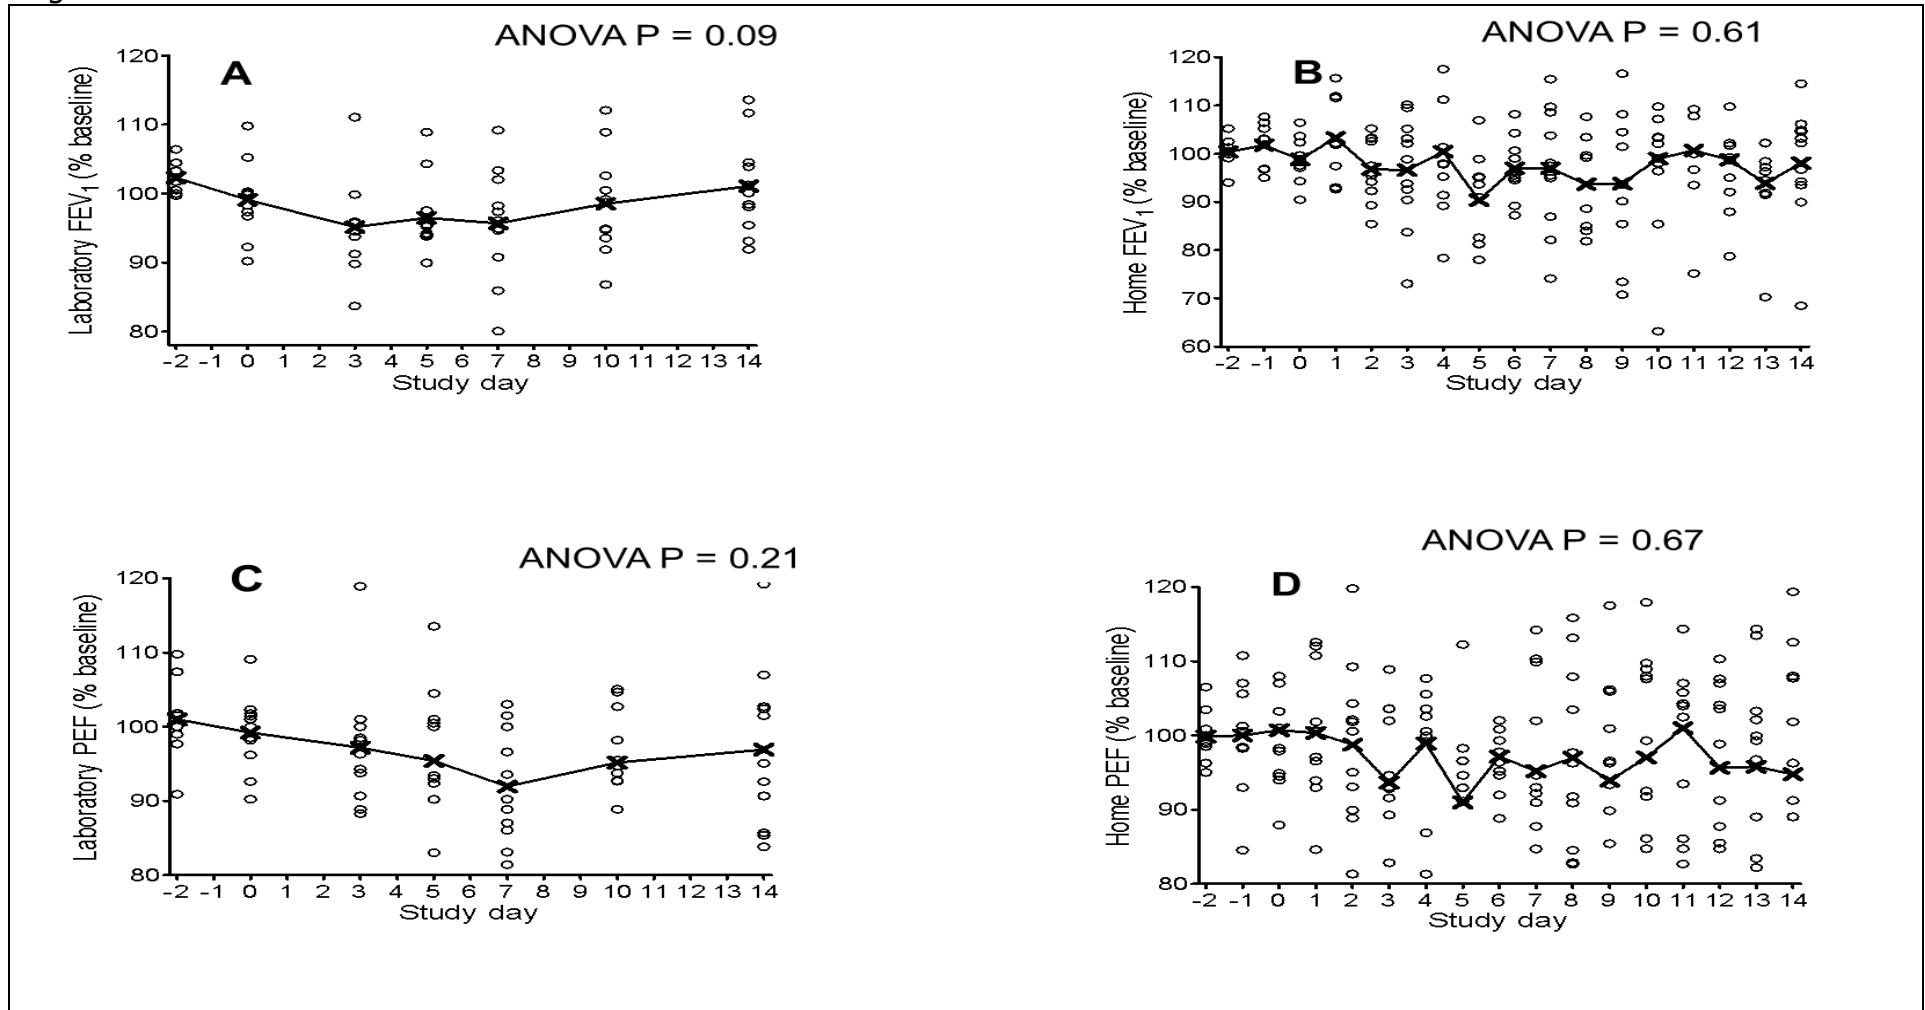 ANOVA P = 0.09
A
Laboratory FEV1 (% baseline)
120
110
100
90
80
-2 -1 0 1 2 3 4 5 6 7 8 9 10 11 12 13 14
Study day
ANOVA P = 0.61
B
Home FEV1 (% baseline)
120
110
100
90
80
70
60
-2 -1 0 1 2 3 4 5 6 7 8 9 10 11 12 13 14
Study day
ANOVA P = 0.21
C
Laboratory PEF (% baseline)
120
110
100
90
80
-2 -1 0 1 2 3 4 5 6 7 8 9 10 11 12 13 14
Study day
ANOVA P = 0.67
D
Home PEF (% baseline)
120
110
100
90
80
-2 -1 0 1 2 3 4 5 6 7 8 9 10 11 12 13 14
Study day